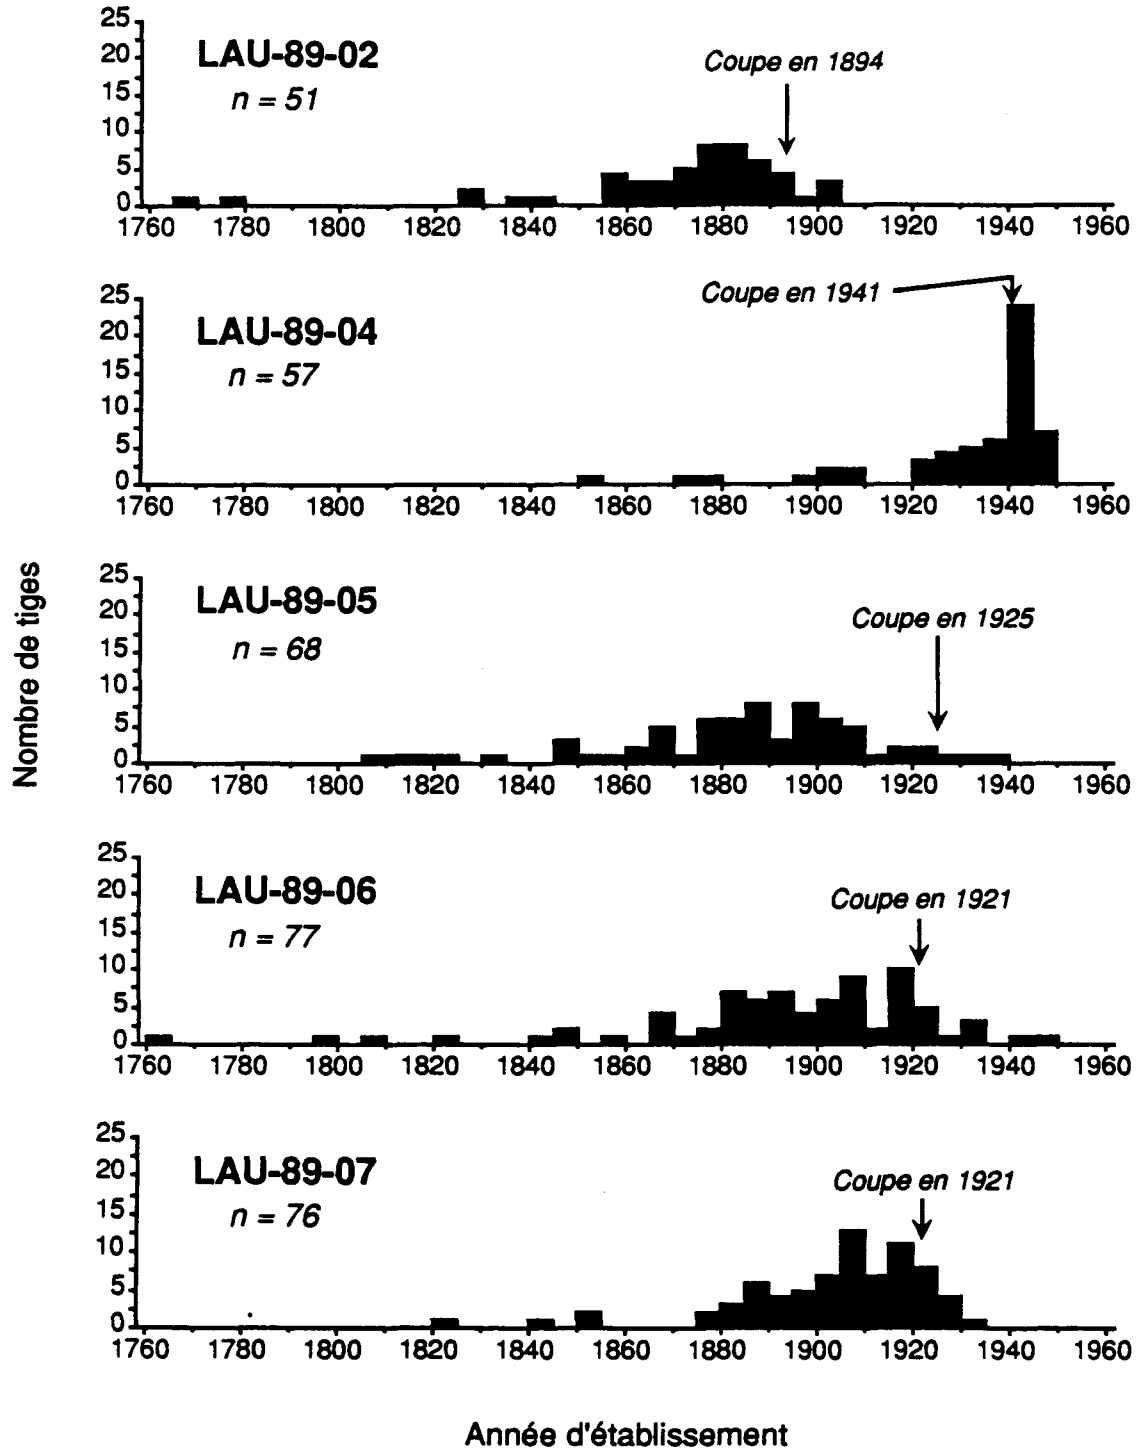 25
20
15
10
5
0
LAU-89-02
n = 51
Coupe en 1894
1760 1780 1800 1820 1840 1860 1880 1900 1920 1940 1960
25
20
15
10
5
0
LAU-89-04
n = 57
Coupe en 1941
1760 1780 1800 1820 1840 1860 1880 1900 1920 1940 1960
Nombre de tiges
25
20
15
10
5
0
LAU-89-05
n = 68
Coupe en 1925
1760 1780 1800 1820 1840 1860 1880 1900 1920 1940 1960
25
20
15
10
5
0
LAU-89-06
n = 77
Coupe en 1921
1760 1780 1800 1820 1840 1860 1880 1900 1920 1940 1960
25
20
15
10
5
0
LAU-89-07
n = 76
Coupe en 1921
1760 1780 1800 1820 1840 1860 1880 1900 1920 1940 1960
Année d'établissement